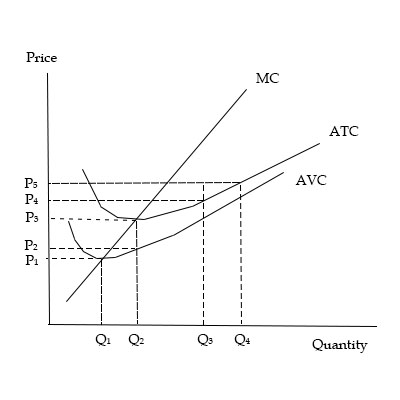 Price
MC
ATC
AVC
P₅
P₄
P₃
P₂
P₁
Q₁ Q₂ Q₃ Q₄
Quantity